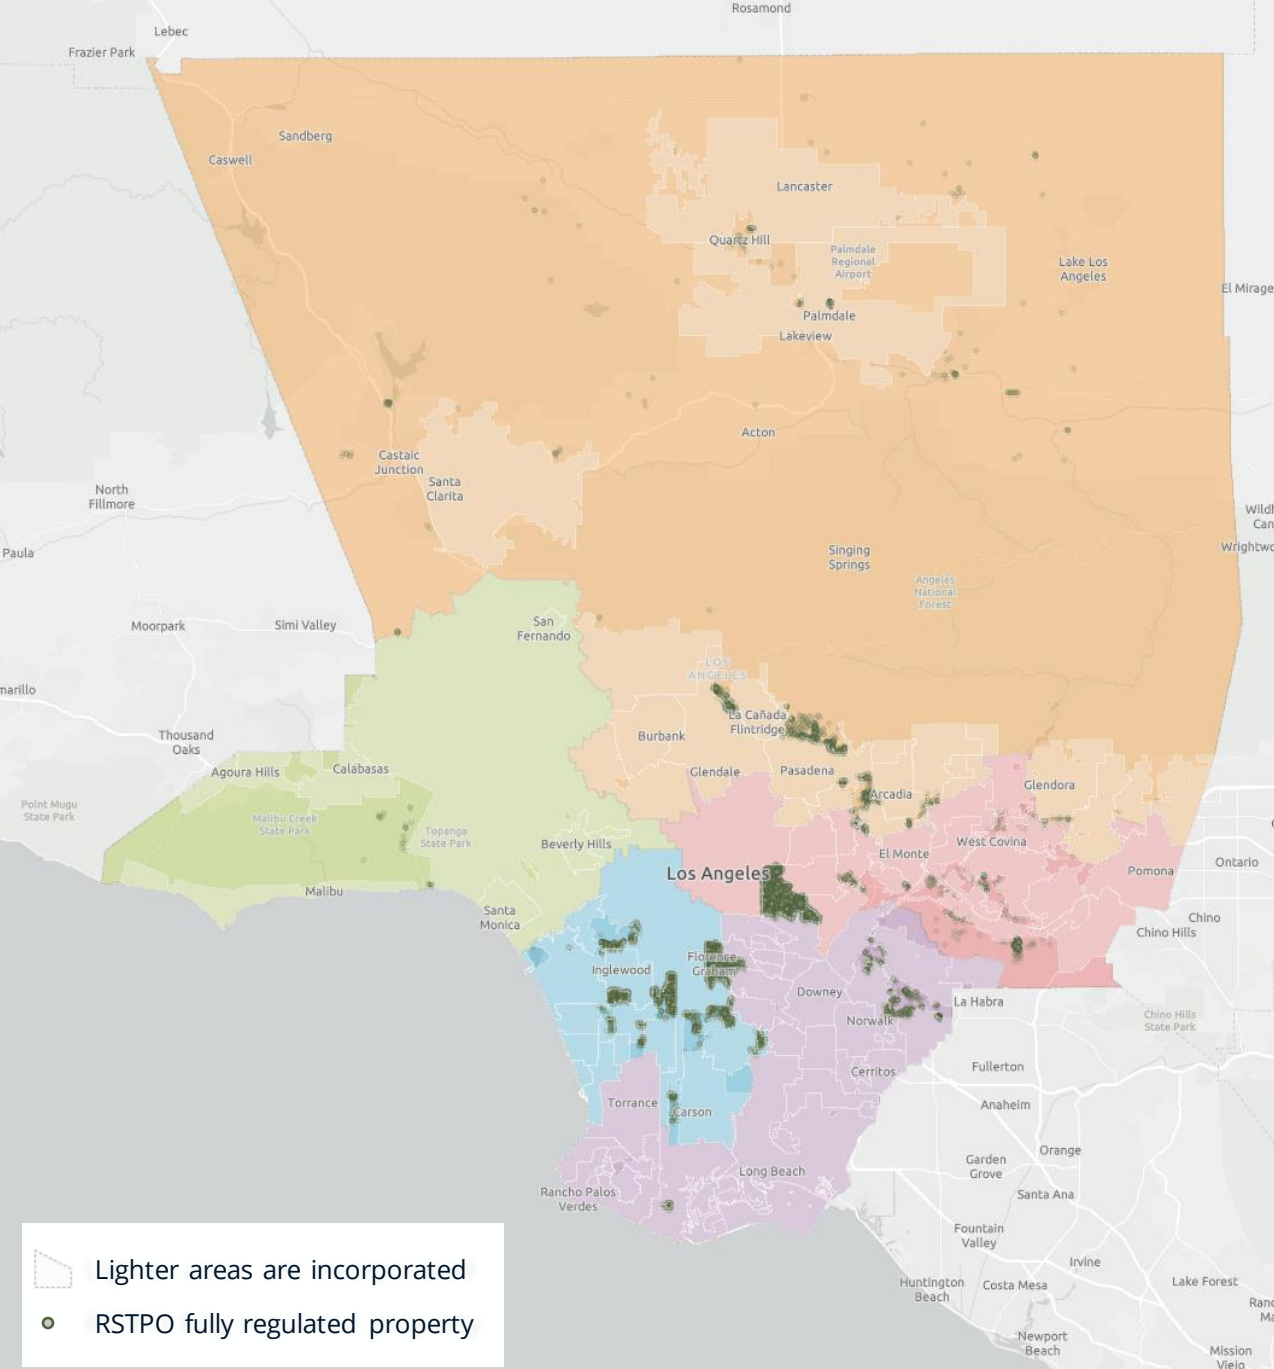 Rosamond
Lebec
Frazier Park
Sandberg
Caswell
Lancaster
Quartz Hill
Palmdale
Regional
Airport
Lake Los
Angeles
El Mirage
Palmdale
Lakeview
Acton
Castaic
Junction
Santa
Clarita
North
Fillmore
Paula
Singing
Springs
Angeles
National
Forest
Wrightwo
San
Fernando
Moorpark
Simi Valley
LOS
ANGELES
La Cañada
Flintridge
Burbank
Thousand
Oaks
Agoura Hills
Calabasas
Glendale
Pasadena
Arcadia
Glendora
Point Mugu
State Park
Malibu Creek
State Park
Topanga
State Park
Beverly Hills
El Monte
West Covina
Los Angeles
Pomona
Ontario
Malibu
Santa
Monica
Chino
Chino Hills
Inglewood
Florence-
Graham
Downey
La Habra
Norwalk
Chino Hills
State Park
Cerritos
Fullerton
Torrance
Carson
Anaheim
Garden
Grove
Orange
Long Beach
Rancho Palos
Verdes
Santa Ana
Fountain
Valley
Irvine
Huntington
Beach
Costa Mesa
Lake Forest
Newport
Beach
Mission
Viejo
Lighter areas are incorporated
RSTPO fully regulated property